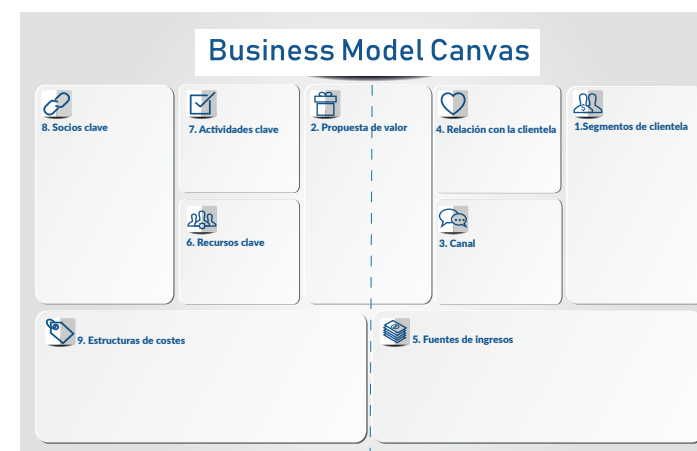 Business Model Canvas
8. Socios clave
7. Actividades clave
2. Propuesta de valor
4. Relación con la clientela
1.Segmentos de clientela
6. Recursos clave
3. Canal
9. Estructuras de costes
5. Fuentes de ingresos